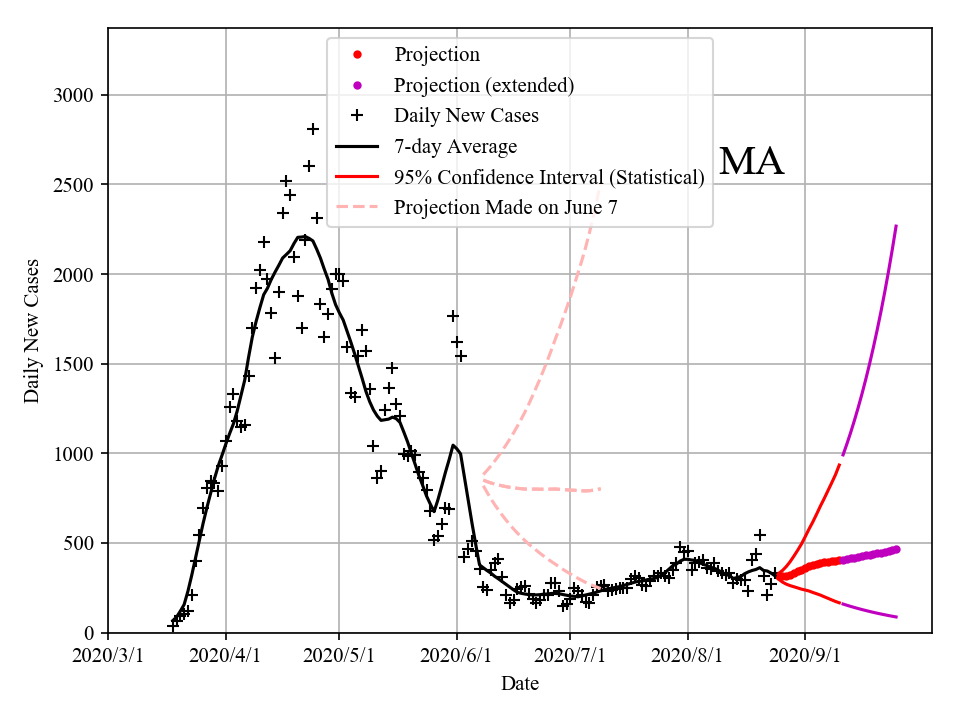 Projection
Projection (extended)
Daily New Cases
7-day Average
95% Confidence Interval (Statistical)
Projection Made on June 7
MA
3000
2500
2000
1500
1000
500
0
Daily New Cases
2020/3/1 2020/4/1 2020/5/1 2020/6/1 2020/7/1 2020/8/1 2020/9/1
Date